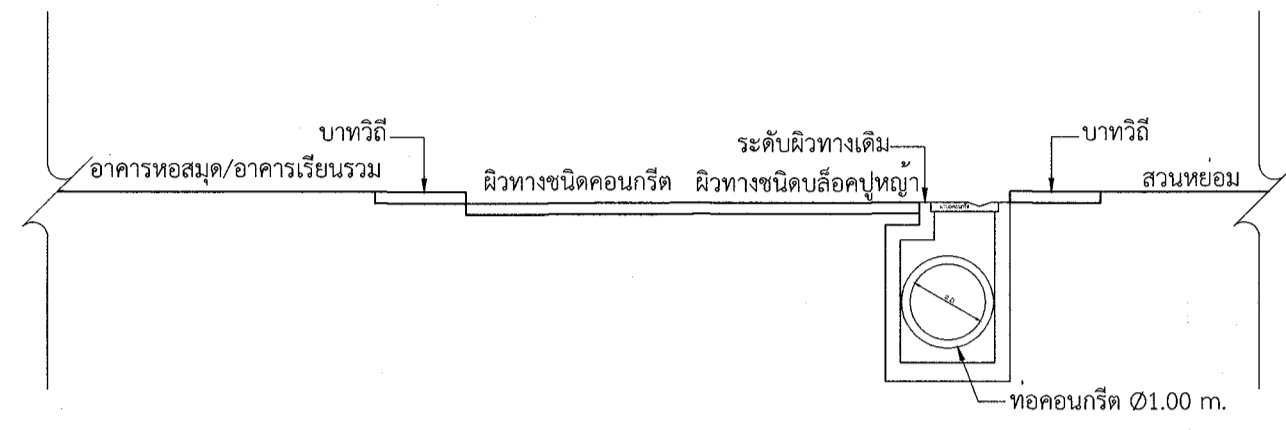 บาทวิถี
ระดับผิวทางเดิม
บาทวิถี
อาคารหอสมุด/อาคารเรียนรวม
ผิวทางชนิดคอนกรีต
ผิวทางชนิดบล็อคปูหญ้า
สวนหย่อม
ท่อคอนกรีต Ø1.00 m.